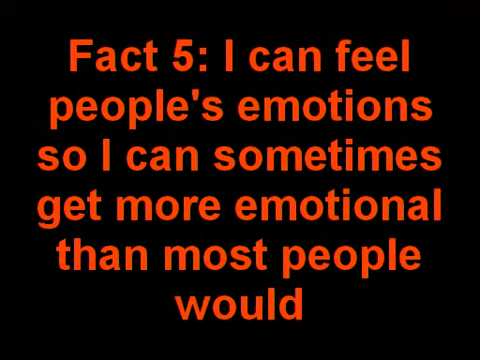 Fact 5: I can feel
people's emotions
so I can sometimes
get more emotional
than most people
would